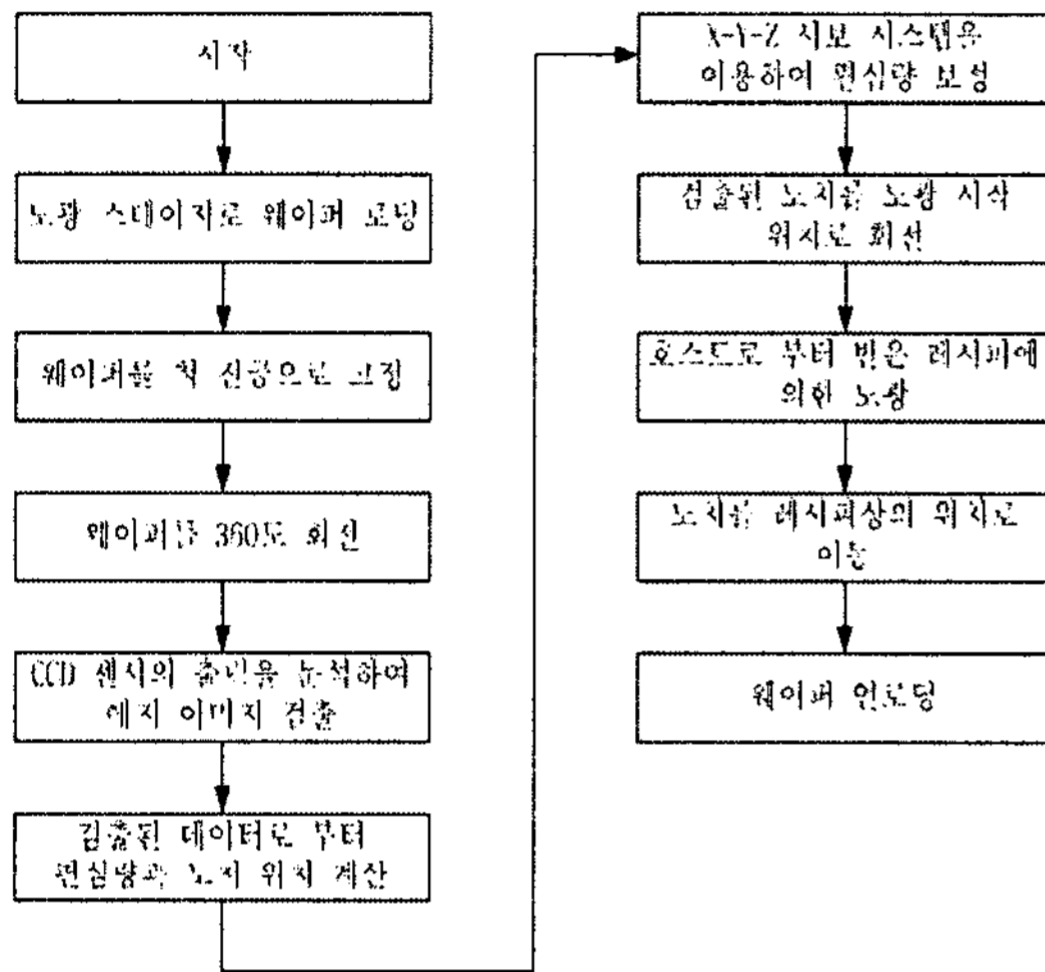 시작
노광 스테이지로 웨이퍼 로딩
웨이퍼를 척 진공으로 고정
웨이퍼를 360도 회전
CCD 센서의 출력을 분석하여
에지 이미지 검출
검출된 데이터로 부터
편심량과 노치 위치 계산
X-Y-Z 서보 시스템을
이용하여 편심량 보정
검출된 노치를 노광 시작
위치로 회전
호스트로 부터 받은 레시피에
의한 노광
노치를 레시피상의 위치로
이동
웨이퍼 언로딩